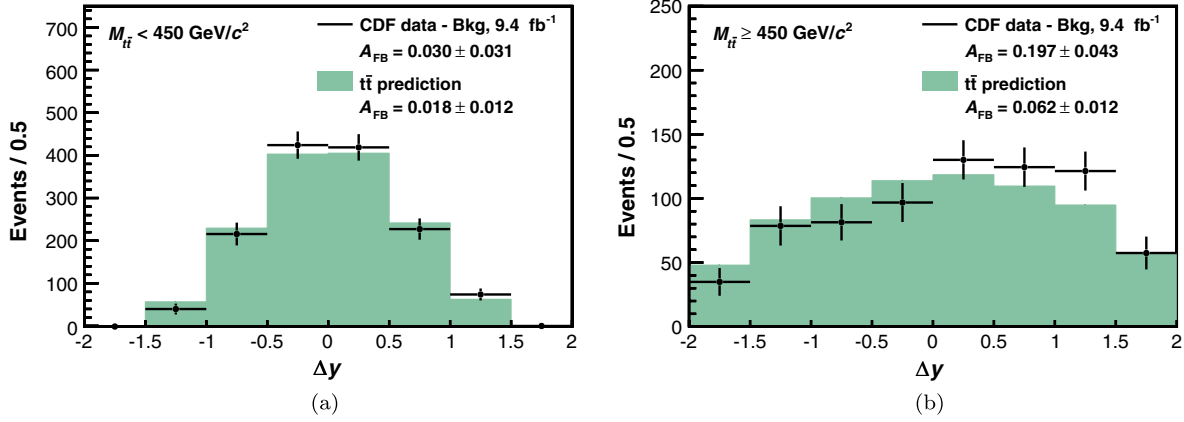 M_{tt̄} < 450 GeV/c²
CDF data - Bkg, 9.4 fb⁻¹
A_FB = 0.030 ± 0.031
tt̄ prediction
A_FB = 0.018 ± 0.012
Events / 0.5
700
600
500
400
300
200
100
0
-2 -1.5 -1 -0.5 0 0.5 1 1.5 2
Δy
(a)
M_{tt̄} ≥ 450 GeV/c²
CDF data - Bkg, 9.4 fb⁻¹
A_FB = 0.197 ± 0.043
tt̄ prediction
A_FB = 0.062 ± 0.012
Events / 0.5
250
200
150
100
50
0
-2 -1.5 -1 -0.5 0 0.5 1 1.5 2
Δy
(b)